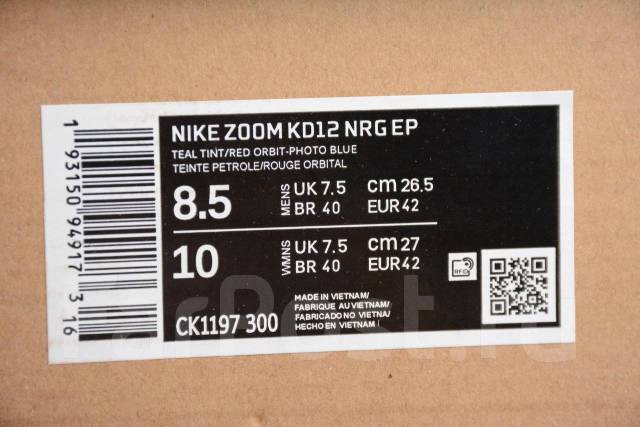 NIKE ZOOM KD12 NRG EP
TEAL TINT/RED ORBIT-PHOTO BLUE
TEINTE PETROLE/ROUGE ORBITAL
8.5 MENS UK 7.5 cm 26.5
BR 40 EUR 42
10 WMNS UK 7.5 cm 27
BR 40 EUR 42
RFID
CK1197 300
MADE IN VIETNAM/
FABRIQUE AU VIETNAM/
FABRICADO NO VIETNA/
HECHO EN VIETNAM
1 93150 94917 3 16